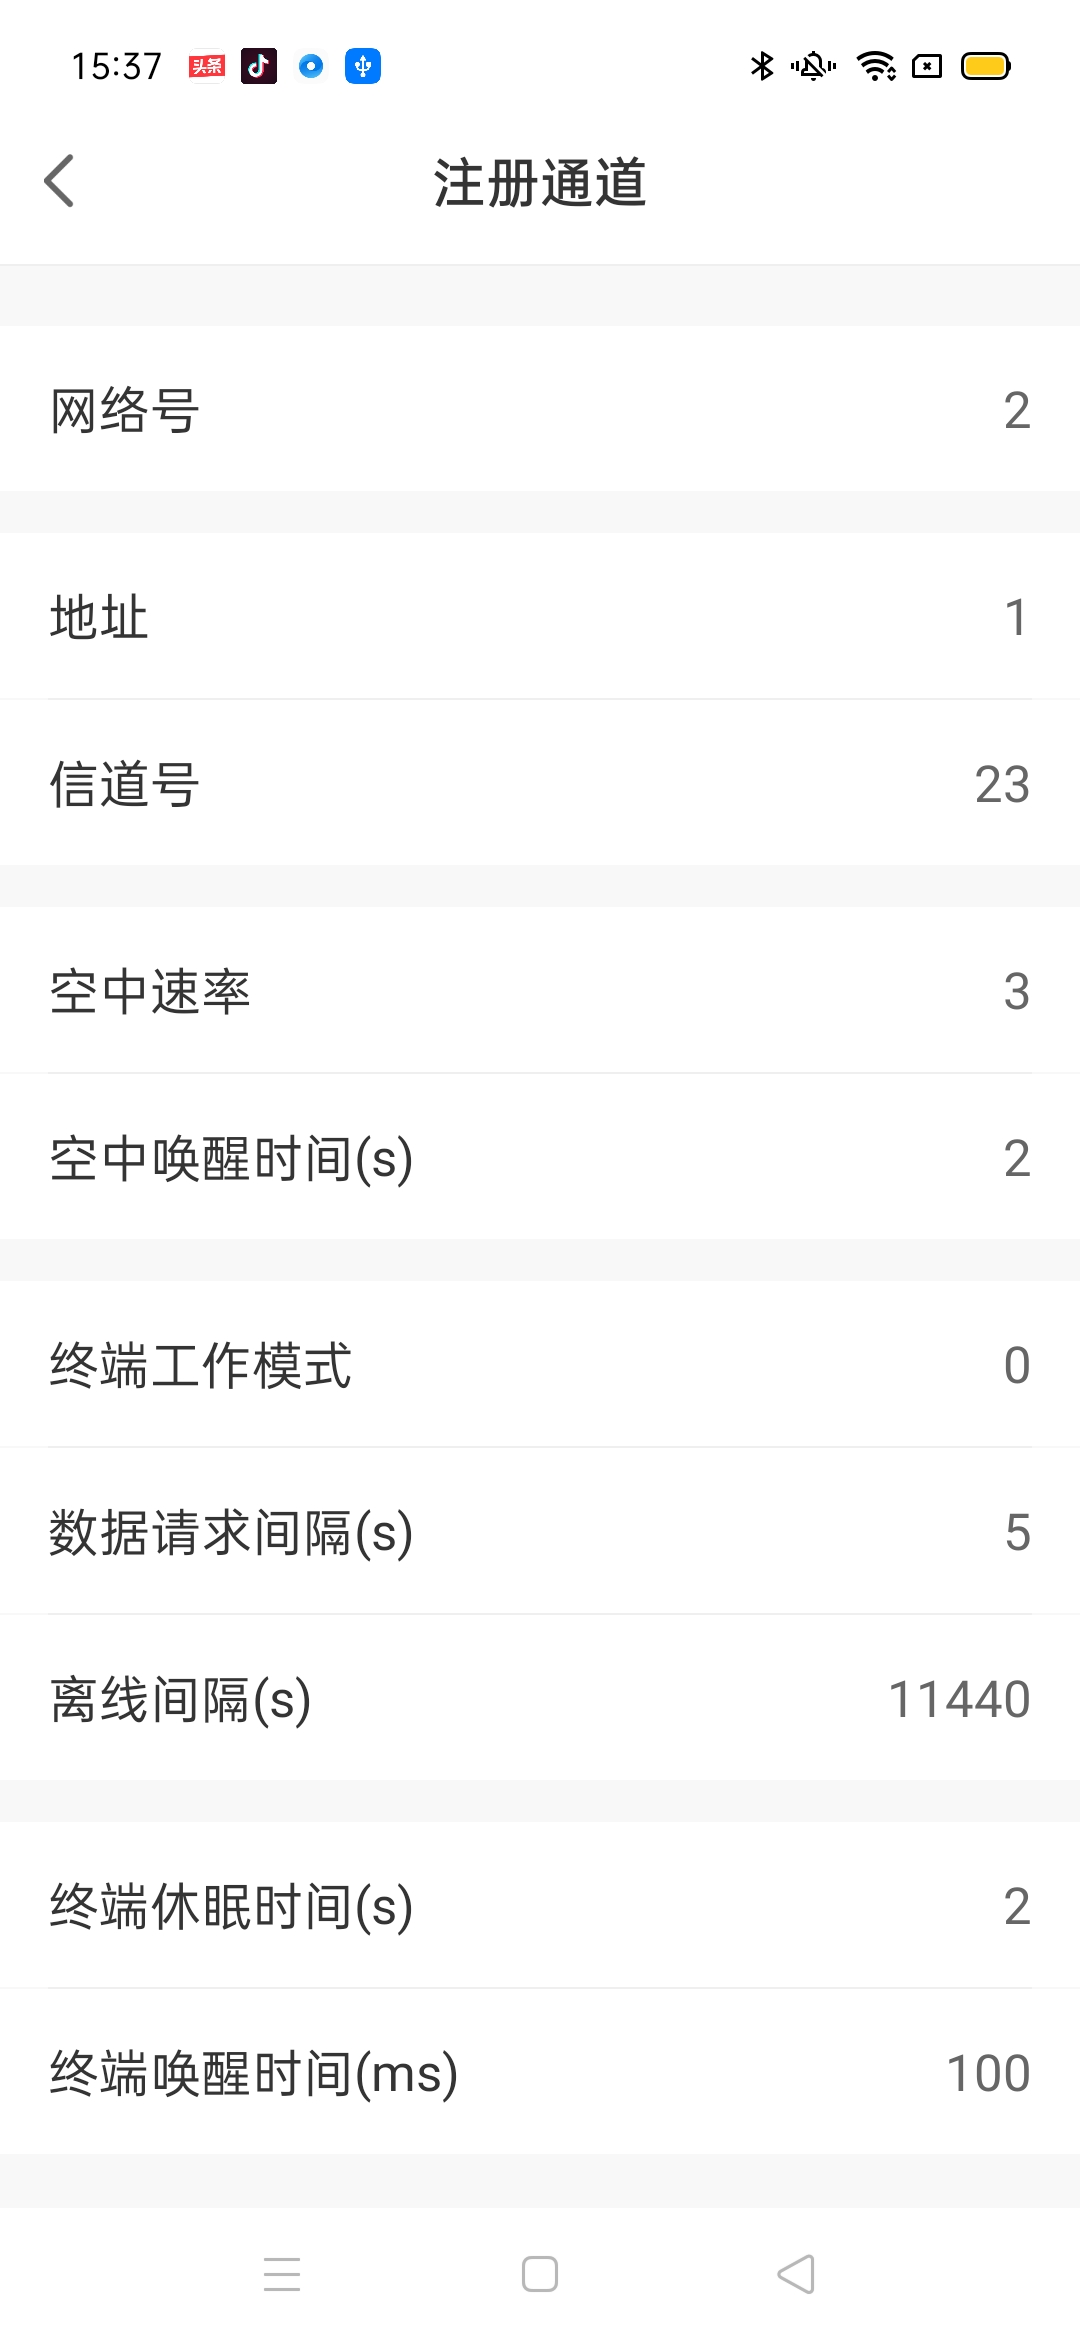 15:37 头条
注册通道
网络号 2
地址 1
信道号 23
空中速率 3
空中唤醒时间(s) 2
终端工作模式 0
数据请求间隔(s) 5
离线间隔(s) 11440
终端休眠时间(s) 2
终端唤醒时间(ms) 100